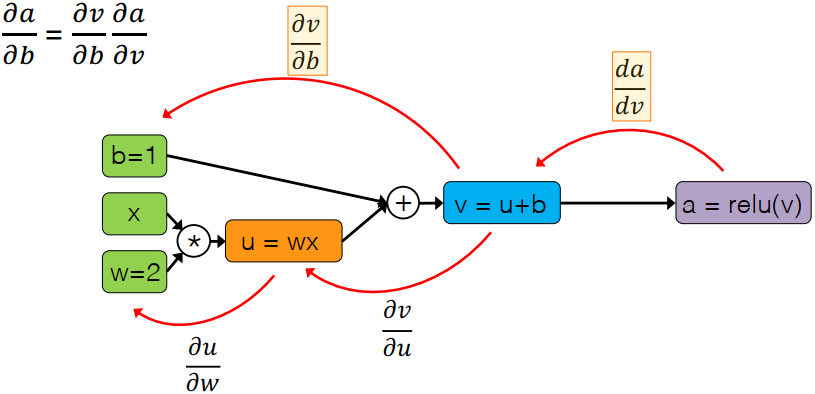 ∂a/∂b = ∂v/∂b ∂a/∂v
∂v/∂b
da/dv
b=1
x
w=2
*
u = wx
+
v = u+b
a = relu(v)
∂v/∂u
∂u/∂w